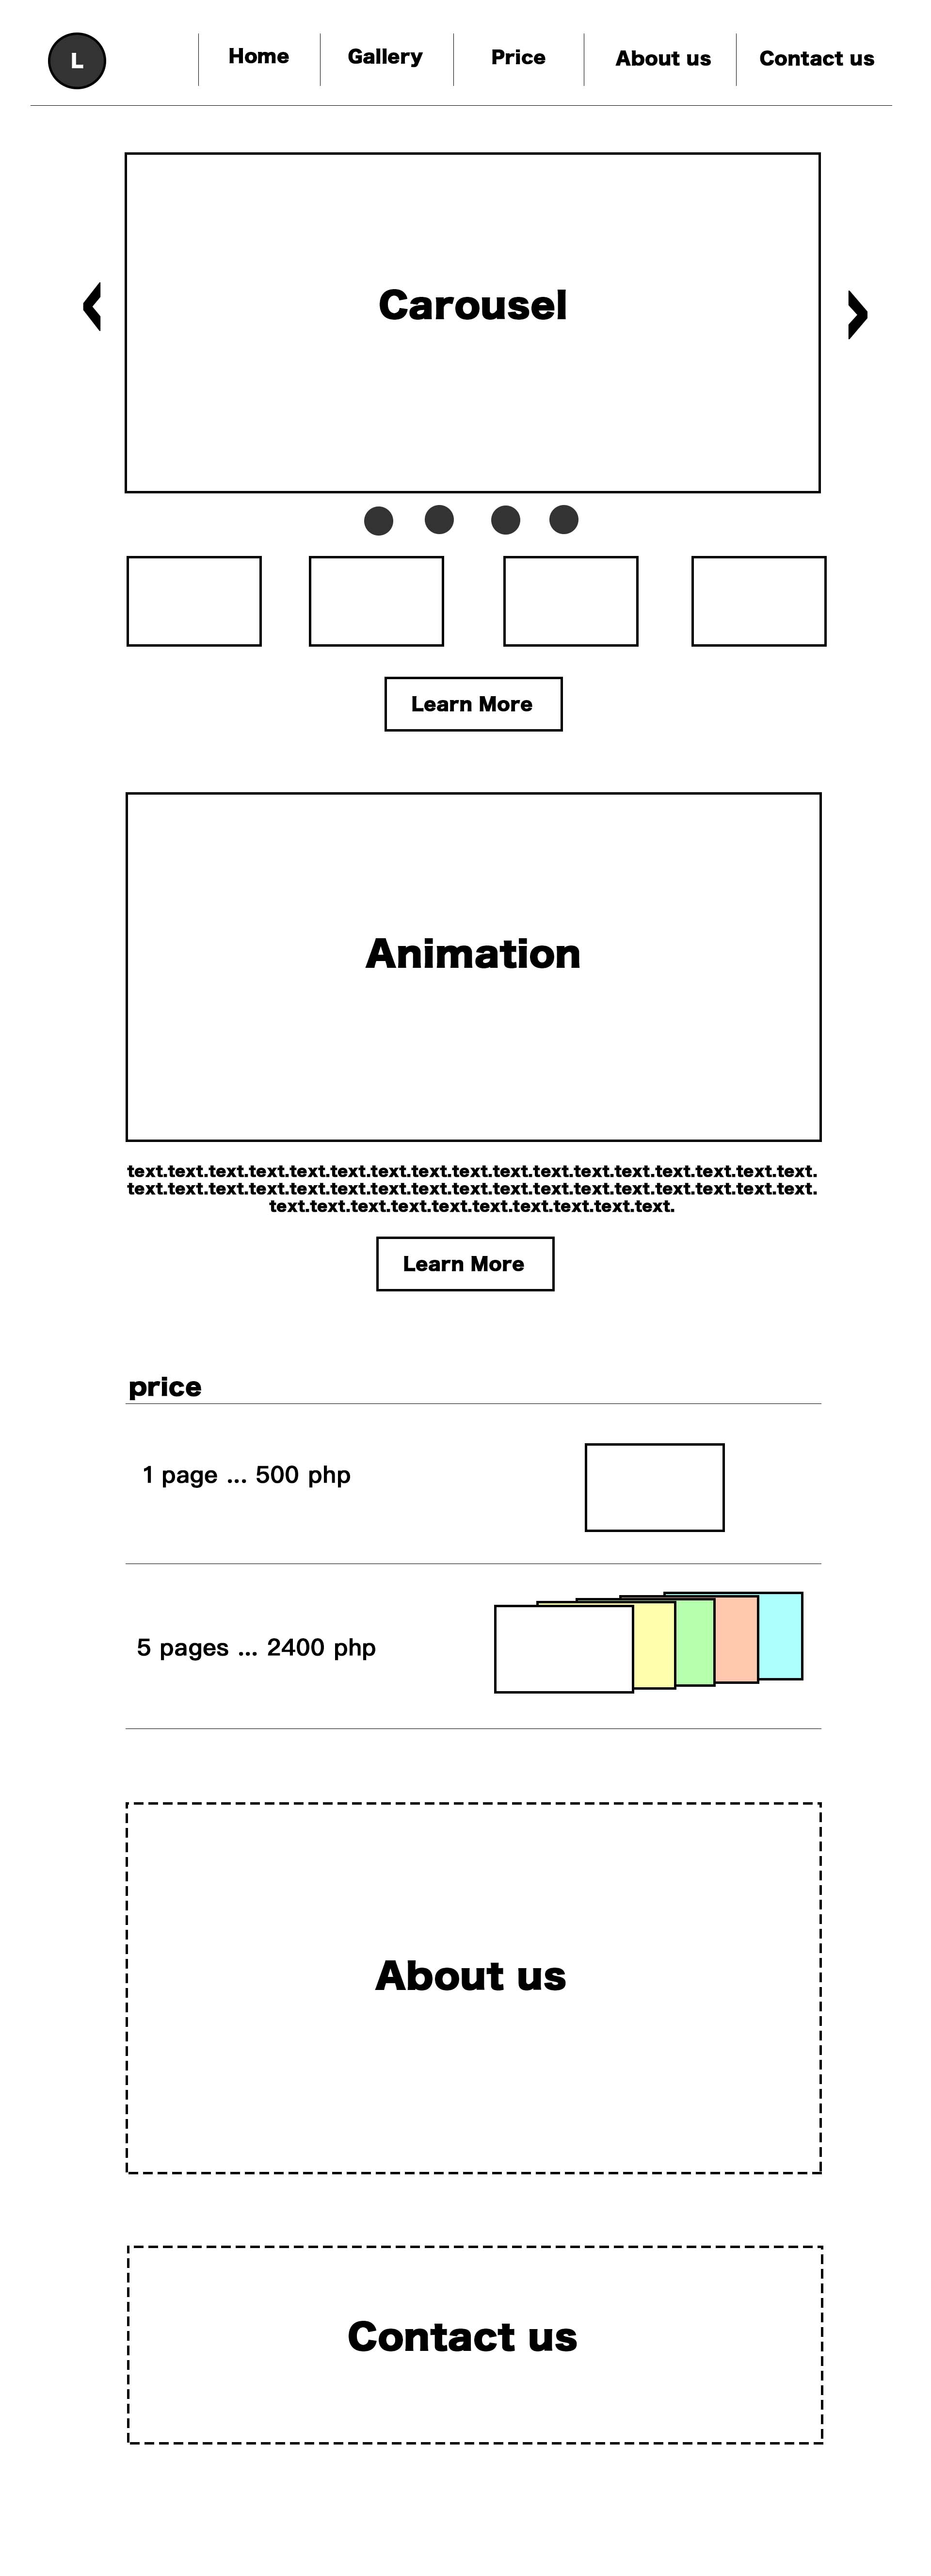 L
Home
Gallery
Price
About us
Contact us
Carousel
Learn More
Animation
text.text.text.text.text.text.text.text.text.text.text.text.text.text.text.text.text.
text.text.text.text.text.text.text.text.text.text.text.text.text.text.text.text.text.
text.text.text.text.text.text.text.text.text.text.
Learn More
price
1 page ... 500 php
5 pages ... 2400 php
About us
Contact us